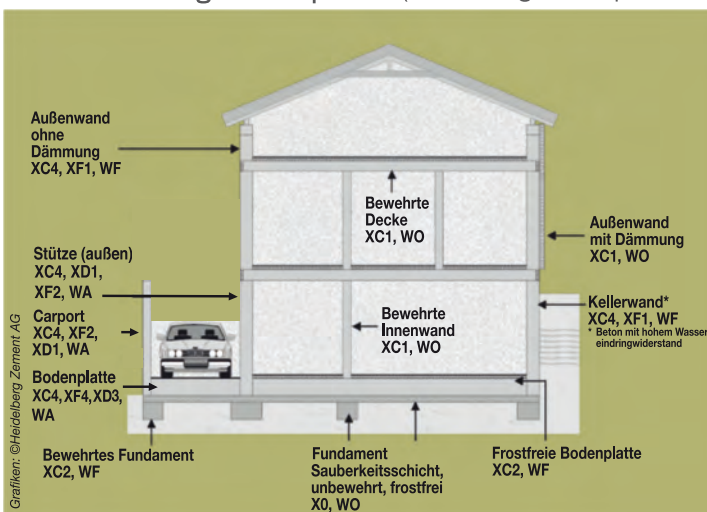 Außenwand
ohne
Dämmung
XC4, XF1, WF
Bewehrte
Decke
XC1, WO
Außenwand
mit Dämmung
XC1, WO
Stütze (außen)
XC4, XD1,
XF2, WA
Carport
XC4, XF2,
XD1, WA
Bewehrte
Innenwand
XC1, WO
Kellerwand*
XC4, XF1, WF
* Beton mit hohem Wasser
eindringwiderstand
Bodenplatte
XC4, XF4, XD3,
WA
Bewehrtes Fundament
XC2, WF
Fundament
Sauberkeitsschicht,
unbewehrt, frostfrei
X0, WO
Frostfreie Bodenplatte
XC2, WF
Grafiken: ©Heidelberg Zement AG